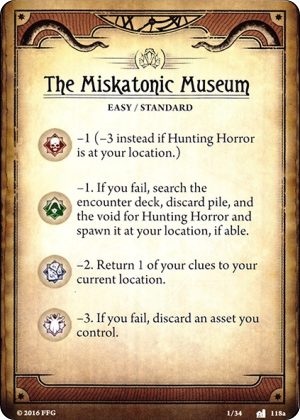 The Miskatonic Museum
EASY / STANDARD
–1 (–3 instead if Hunting Horror
is at your location.)
–1. If you fail, search the
encounter deck, discard pile, and
the void for Hunting Horror and
spawn it at your location, if able.
–2. Return 1 of your clues to your
current location.
–3. If you fail, discard an asset you
control.
© 2016 FFG
1/34
118a